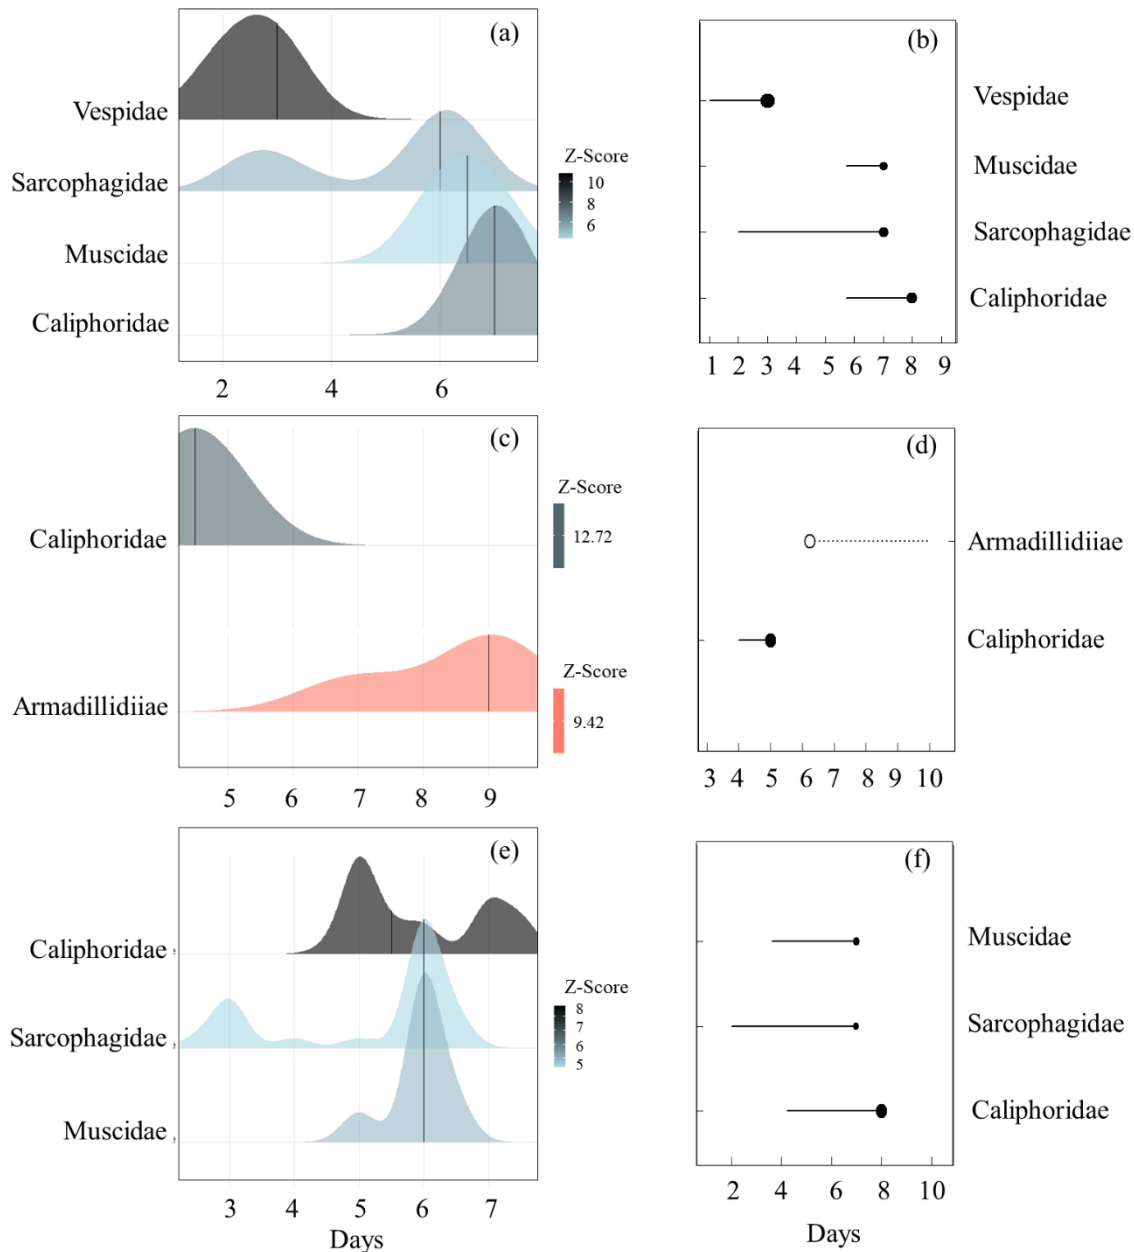 (a)
Vespidae
Sarcophagidae
Muscidae
Caliphoridae
Z-Score
10
8
6
2 4 6
(b)
Vespidae
Muscidae
Sarcophagidae
Caliphoridae
1 2 3 4 5 6 7 8 9
(c)
Caliphoridae
Armadillidiiae
Z-Score
12.72
Z-Score
9.42
5 6 7 8 9
(d)
Armadillidiiae
Caliphoridae
3 4 5 6 7 8 9 10
(e)
Caliphoridae
Sarcophagidae
Muscidae
Z-Score
8
7
6
5
3 4 5 6 7
Days
(f)
Muscidae
Sarcophagidae
Caliphoridae
2 4 6 8 10
Days